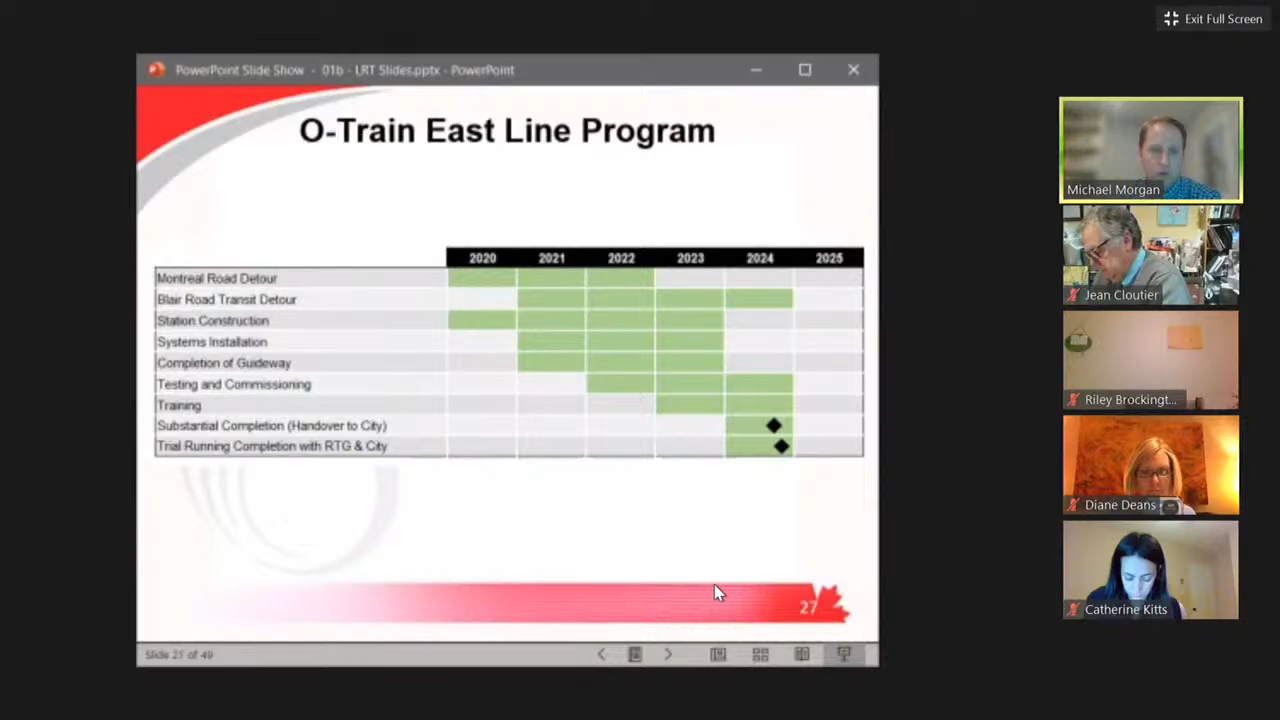 Exit Full Screen
PowerPoint Slide Show - 01b - LRT Slides.pptx - PowerPoint
O-Train East Line Program
2020 2021 2022 2023 2024 2025
Montreal Road Detour
Blair Road Transit Detour
Station Construction
Systems Installation
Completion of Guideway
Testing and Commissioning
Training
Substantial Completion (Handover to City)
Trial Running Completion with RTG & City
27
Slide 21 of 49
Michael Morgan
Jean Cloutier
Riley Brockingt...
Diane Deans
Catherine Kitts